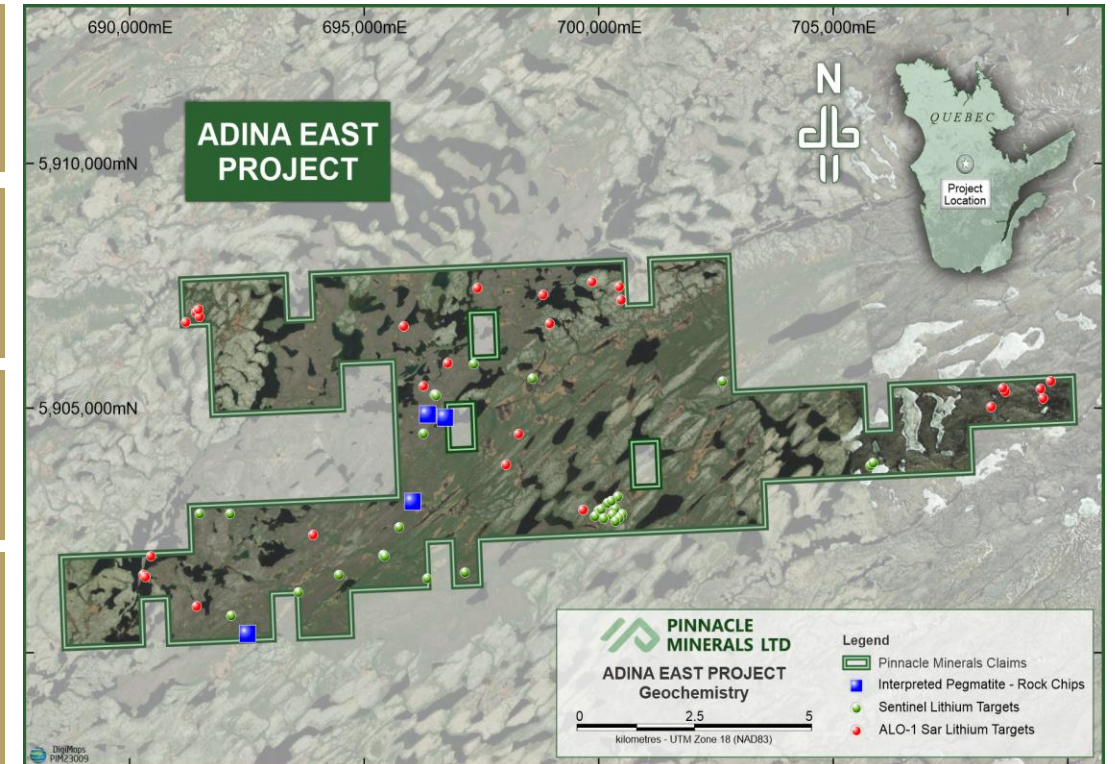 690,000mE
695,000mE
700,000mE
705,000mE
ADINA EAST
PROJECT
N
QUEBEC
Project
Location
5,910,000mN
5,905,000mN
PINNACLE
MINERALS LTD
ADINA EAST PROJECT
Geochemistry
0 2.5 5
kilometres - UTM Zone 18 (NAD83)
Legend
Pinnacle Minerals Claims
Interpreted Pegmatite - Rock Chips
Sentinel Lithium Targets
ALO-1 Sar Lithium Targets
DigiMaps
PIM23009